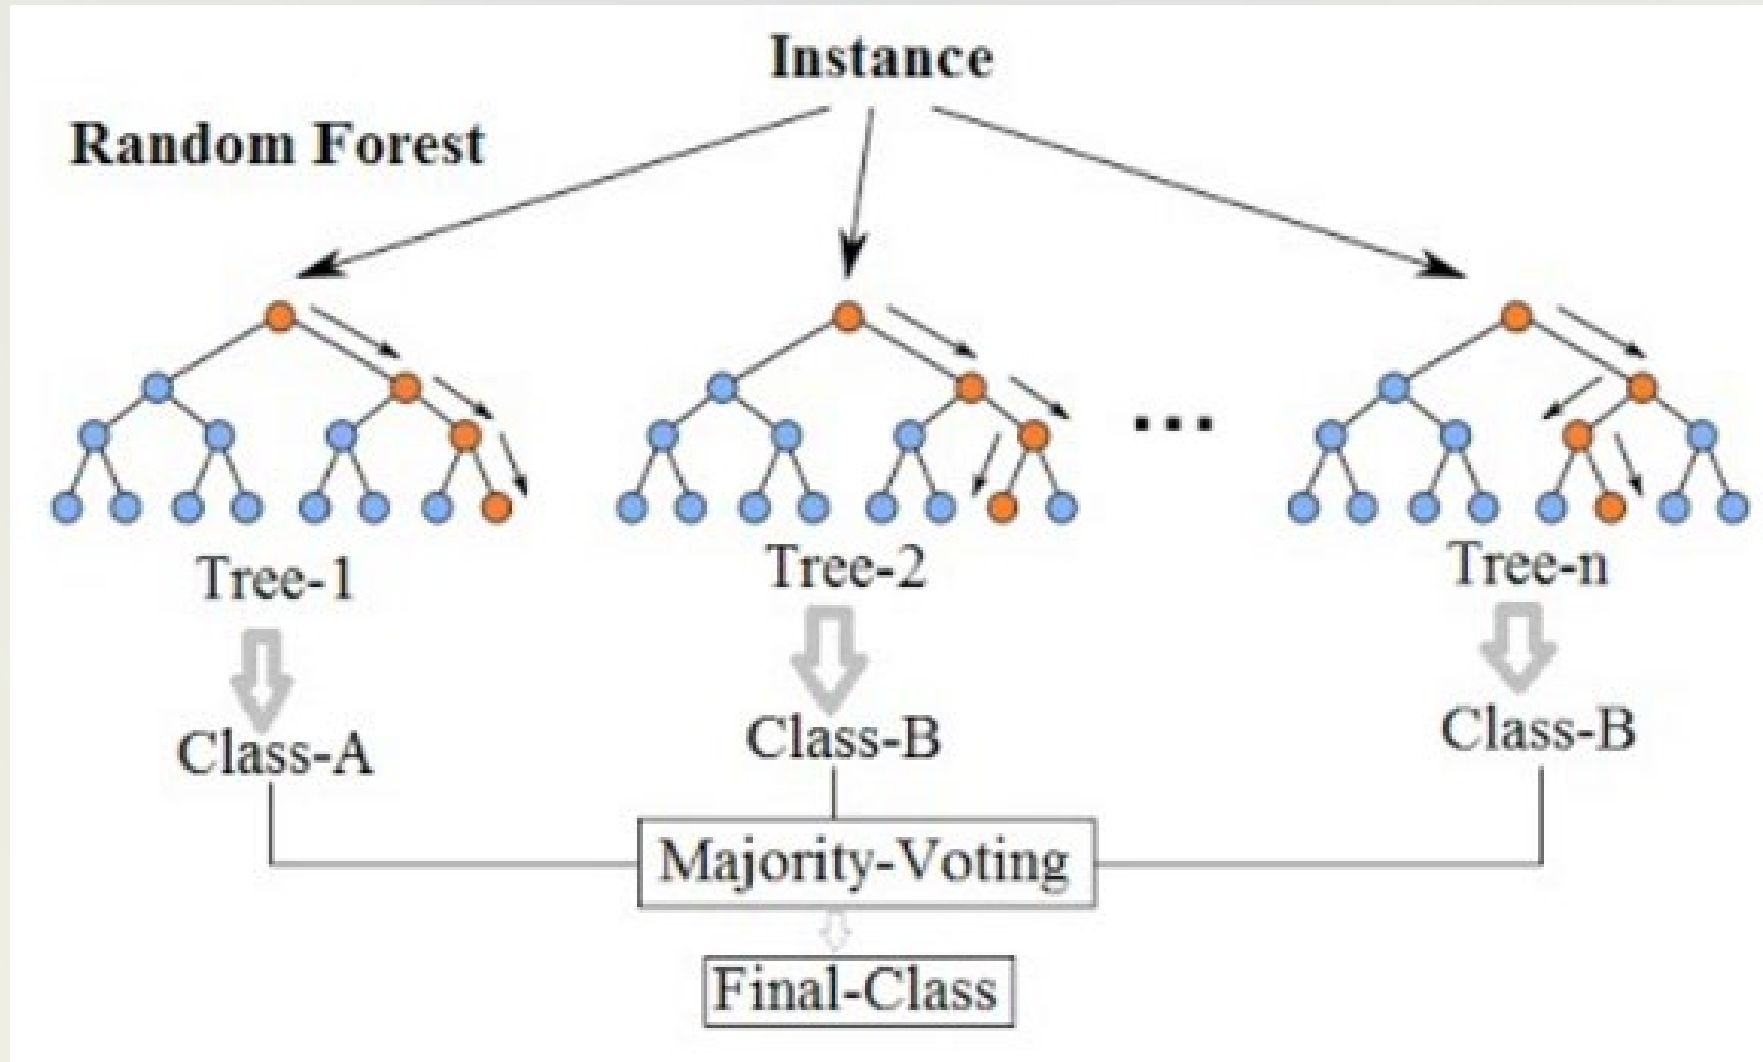 Instance
Random Forest
...
Tree-1
Tree-2
Tree-n
Class-A
Class-B
Class-B
Majority-Voting
Final-Class